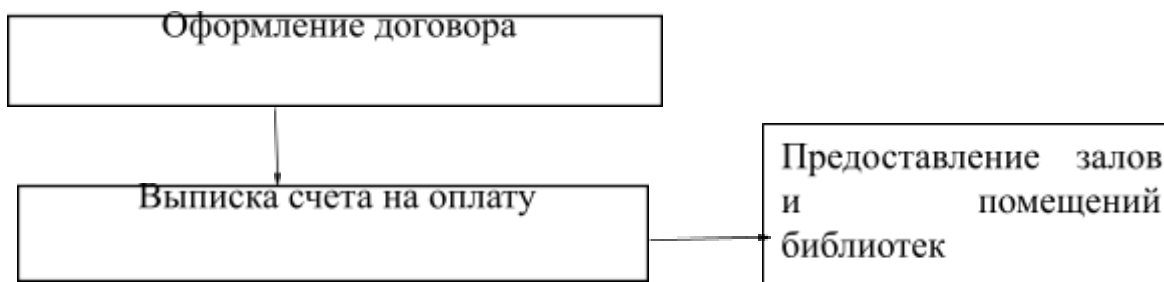 Оформление договора
Выписка счета на оплату
Предоставление залов
и помещений
библиотек